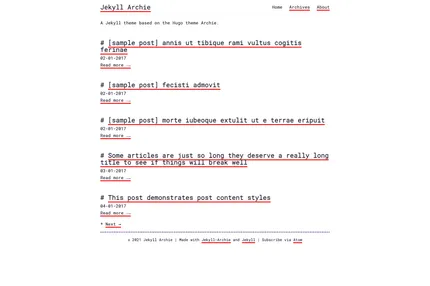 Jekyll Archie
Home Archives About
A Jekyll theme based on the Hugo theme Archie.
# [sample post] annis ut tibique rami vultus cogitis
ferinae
02-01-2017
Read more ⟶
# [sample post] fecisti admovit
02-01-2017
Read more ⟶
# [sample post] morte iubeoque extulit ut e terrae eripuit
02-01-2017
Read more ⟶
# Some articles are just so long they deserve a really long
title to see if things will break well
03-01-2017
Read more ⟶
# This post demonstrates post content styles
04-01-2017
Read more ⟶
* Next →
© 2021 Jekyll Archie | Made with Jekyll-Archie and Jekyll | Subscribe via Atom